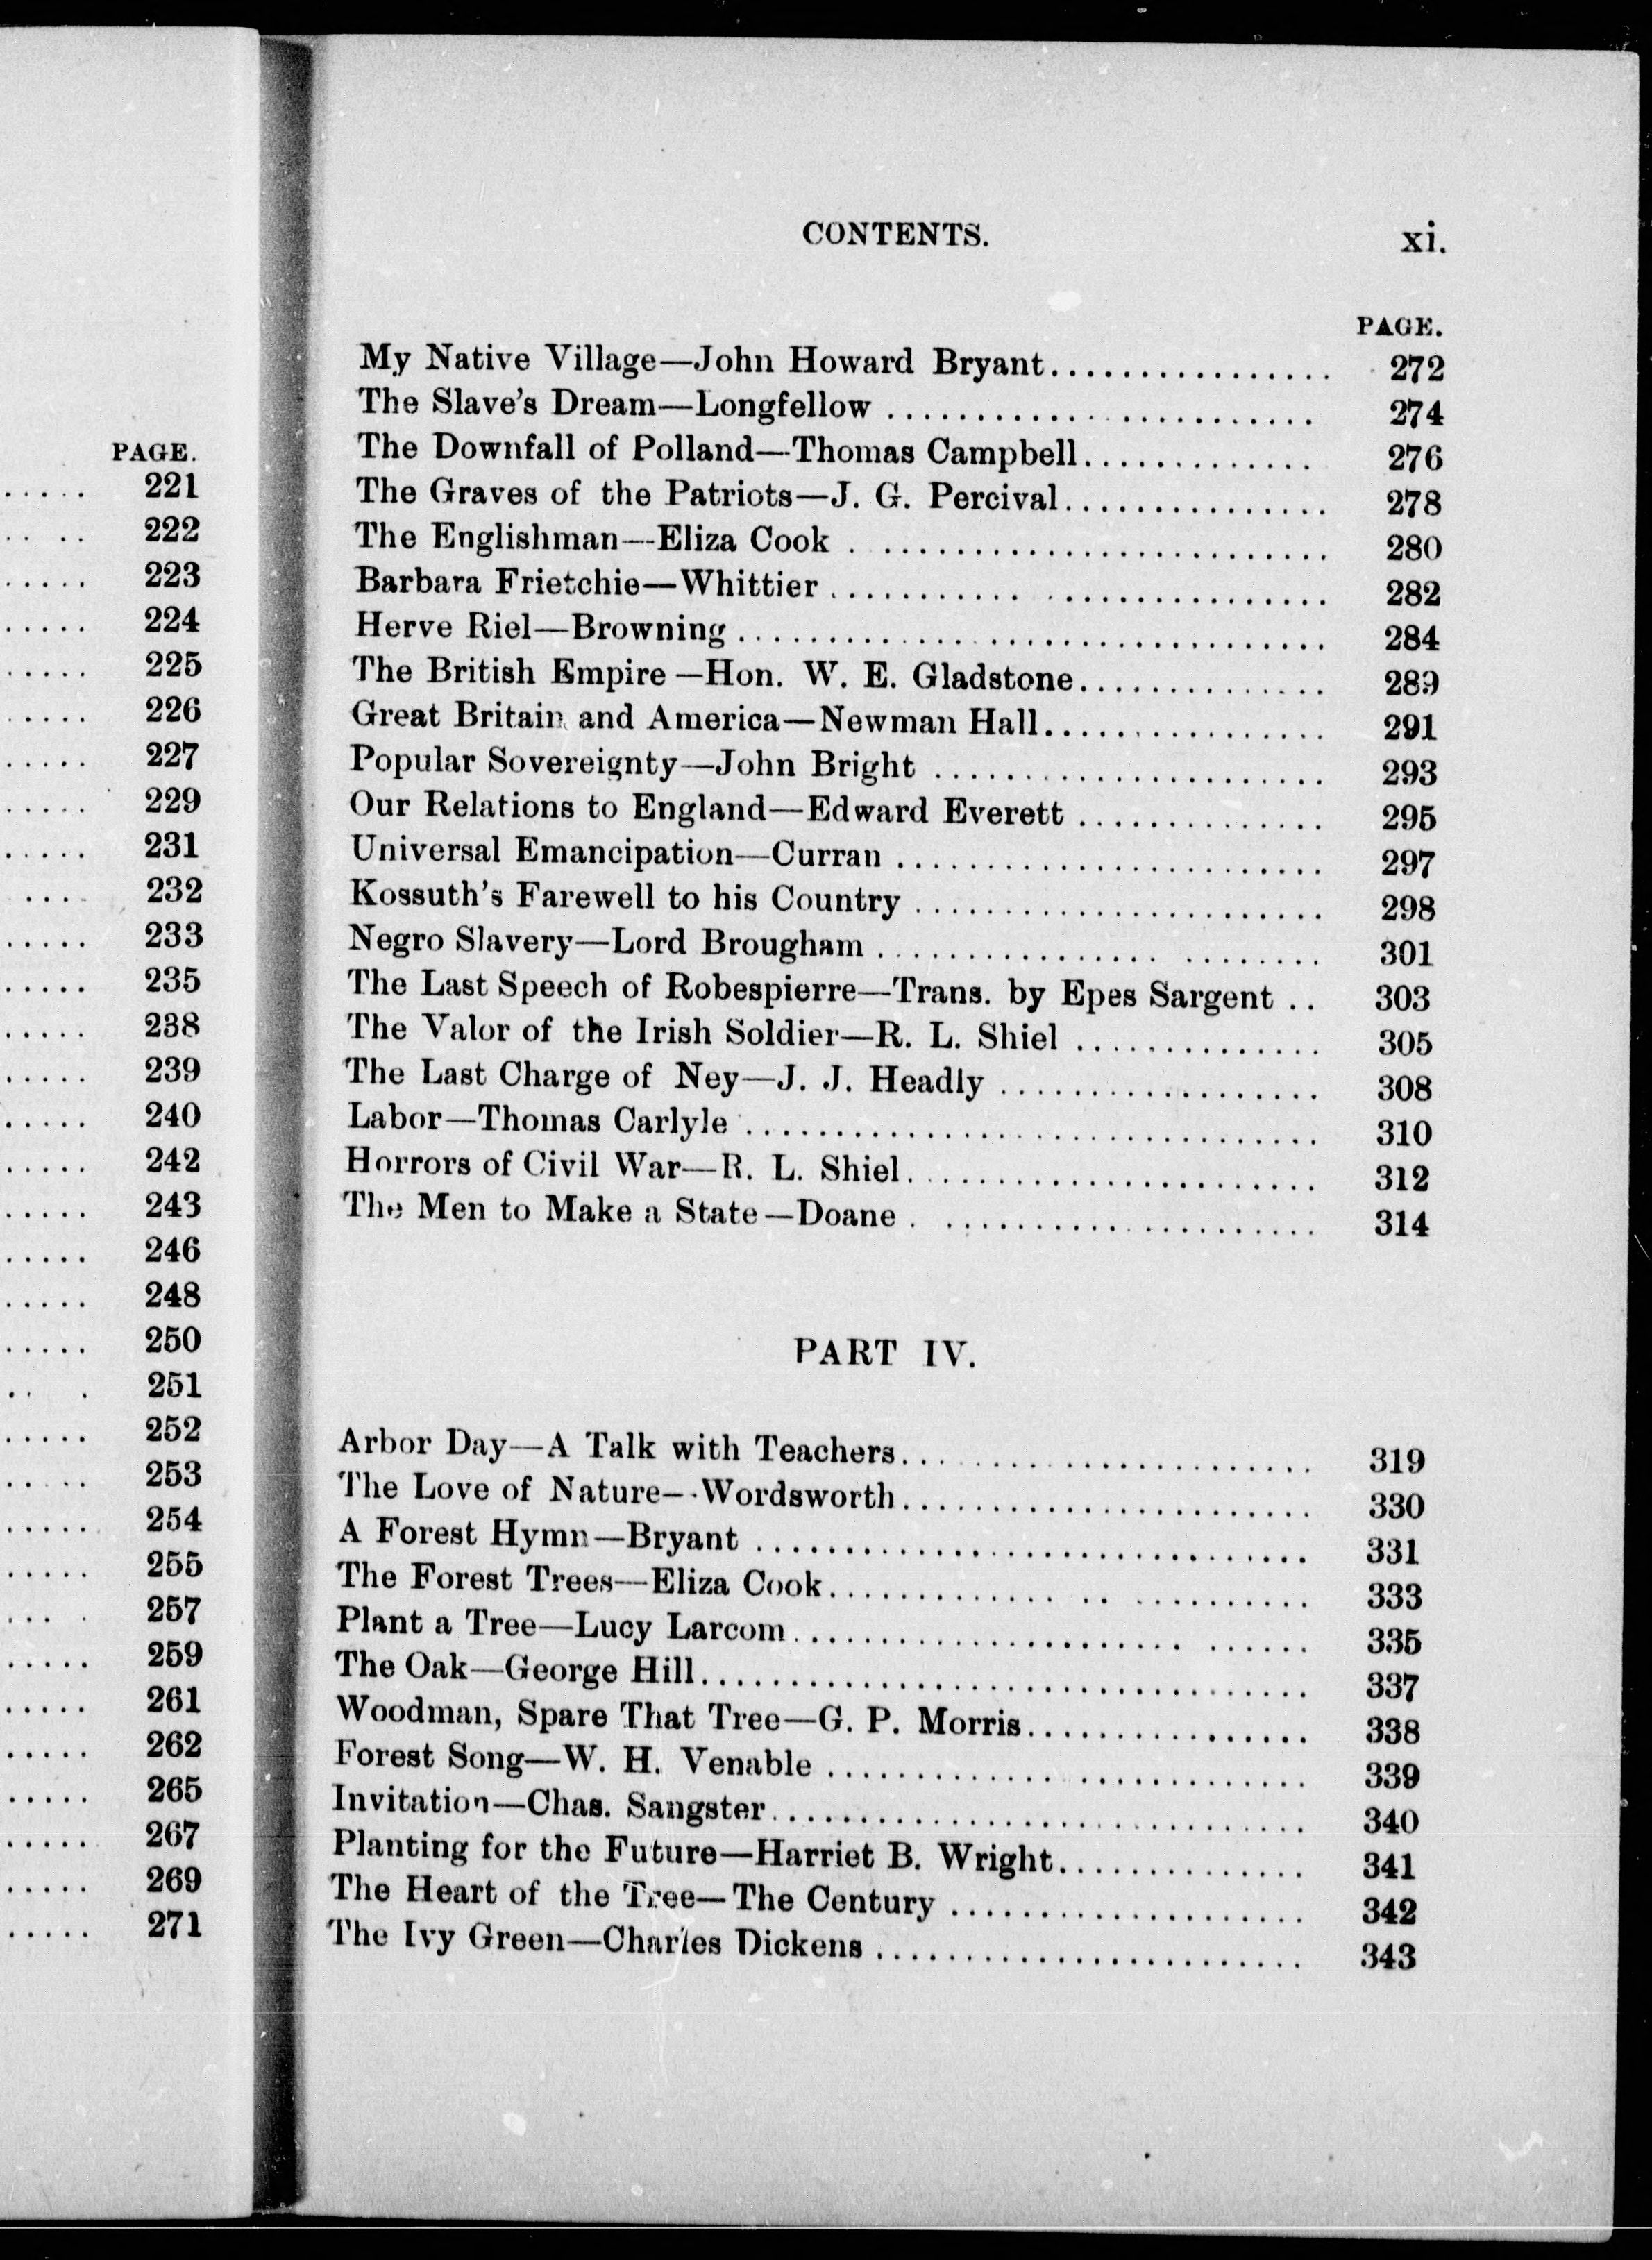 PAGE.
..... 221
.. .. 222
..... 223
..... 224
..... 225
..... 226
..... 227
..... 229
..... 231
.... 232
..... 233
..... 235
..... 238
..... 239
..... 240
..... 242
..... 243
..... 246
..... 248
..... 250
.. . 251
..... 252
..... 253
..... 254
..... 255
... . 257
..... 259
..... 261
..... 262
..... 265
..... 267
..... 269
..... 271
CONTENTS. xi.
PAGE.
My Native Village—John Howard Bryant................ 272
The Slave's Dream—Longfellow ........................ 274
The Downfall of Polland—Thomas Campbell............. 276
The Graves of the Patriots—J. G. Percival............... 278
The Englishman—Eliza Cook . ......................... 280
Barbara Frietchie—Whittier ........... ................ 282
Herve Riel—Browning ................................. 284
The British Empire—Hon. W. E. Gladstone.............. 289
Great Britain and America—Newman Hall................ 291
Popular Sovereignty—John Bright ...................... 293
Our Relations to England—Edward Everett .............. 295
Universal Emancipation—Curran ........................ 297
Kossuth's Farewell to his Country ....................... 298
Negro Slavery—Lord Brougham ................ ........ 301
The Last Speech of Robespierre—Trans. by Epes Sargent .. 303
The Valor of the Irish Soldier—R. L. Shiel .............. 305
The Last Charge of Ney—J. J. Headly .................. 308
Labor—Thomas Carlyle ................................ 310
Horrors of Civil War—R. L. Shiel....................... 312
The Men to Make a State—Doane . ..................... 314
PART IV.
Arbor Day—A Talk with Teachers....................... 319
The Love of Nature—Wordsworth....................... 330
A Forest Hymn—Bryant ............................... 331
The Forest Trees—Eliza Cook............. .. .......... 333
Plant a Tree—Lucy Larcom...................... ...... 335
The Oak—George Hill.................................. 337
Woodman, Spare That Tree—G. P. Morris................ 338
Forest Song—W. H. Venable ........................... 339
Invitation—Chas. Sangster.............................. 340
Planting for the Future—Harriet B. Wright.............. 341
The Heart of the Tree—The Century .................... 342
The Ivy Green—Charles Dickens ........................ 343